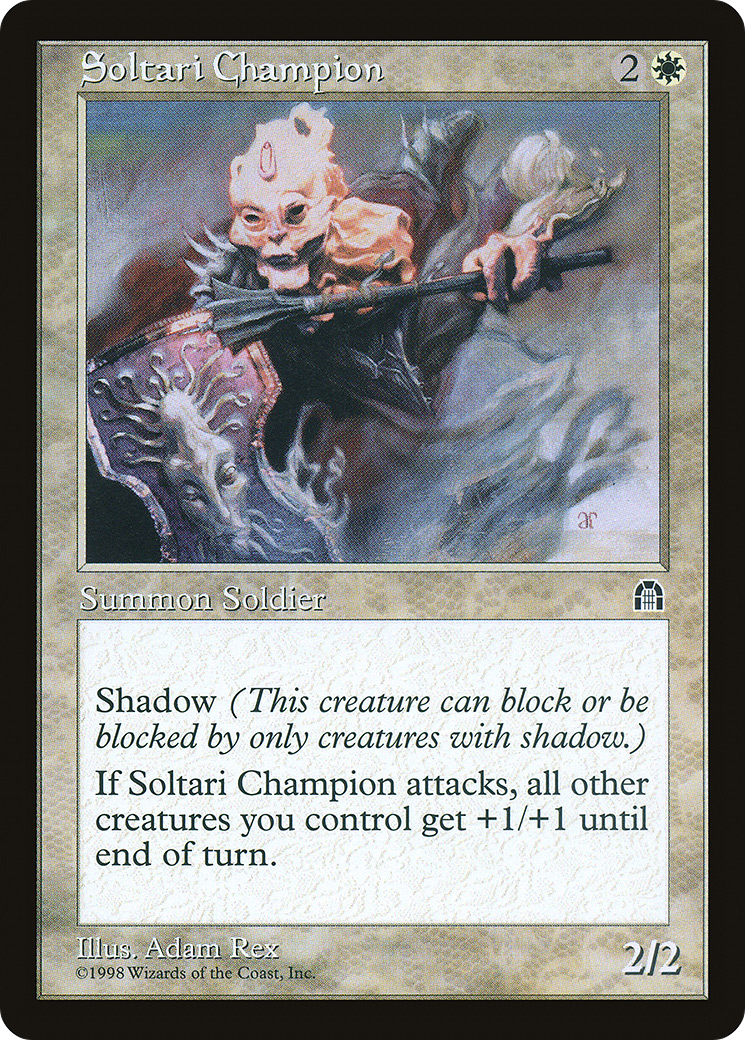 Soltari Champion 2
ar
Summon Soldier
Shadow (This creature can block or be
blocked by only creatures with shadow.)
If Soltari Champion attacks, all other
creatures you control get +1/+1 until
end of turn.
Illus. Adam Rex
©1998 Wizards of the Coast, Inc.
2/2